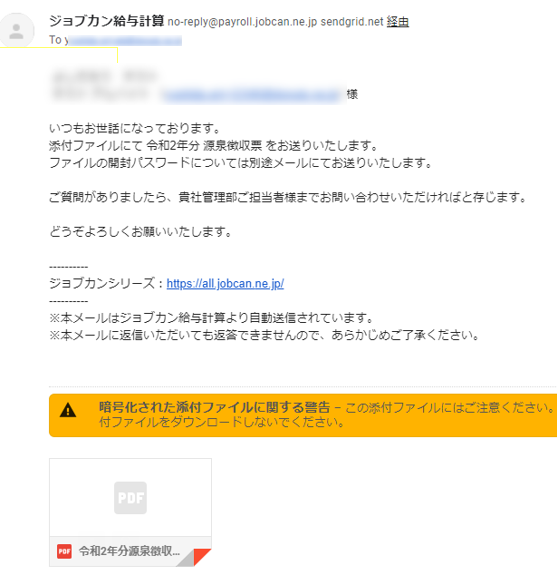 ジョブカン給与計算 no-reply@payroll.jobcan.ne.jp sendgrid.net 経由
To
様
いつもお世話になっております。
添付ファイルにて 令和2年分 源泉徴収票 をお送りいたします。
ファイルの開封パスワードについては別途メールにてお送りいたします。
ご質問がありましたら、貴社管理部ご担当者様までお問い合わせいただければと存じます。
どうぞよろしくお願いいたします。
----------
ジョブカンシリーズ：https://all.jobcan.ne.jp/
----------
※本メールはジョブカン給与計算より自動送信されています。
※本メールに返信いただいても返答できませんので、あらかじめご了承ください。
暗号化された添付ファイルに関する警告 – この添付ファイルにはご注意ください。
付ファイルをダウンロードしないでください。
PDF
PDF 令和2年分源泉徴収...